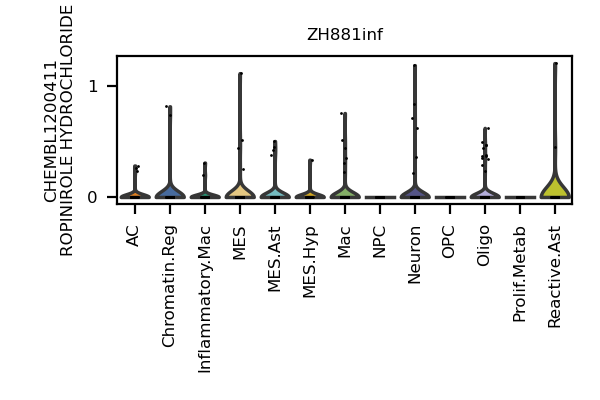 ZH881inf
CHEMBL1200411
ROPINIROLE HYDROCHLORIDE
1
0
AC
Chromatin.Reg
Inflammatory.Mac
MES
MES.Ast
MES.Hyp
Mac
NPC
Neuron
OPC
Oligo
Prolif.Metab
Reactive.Ast